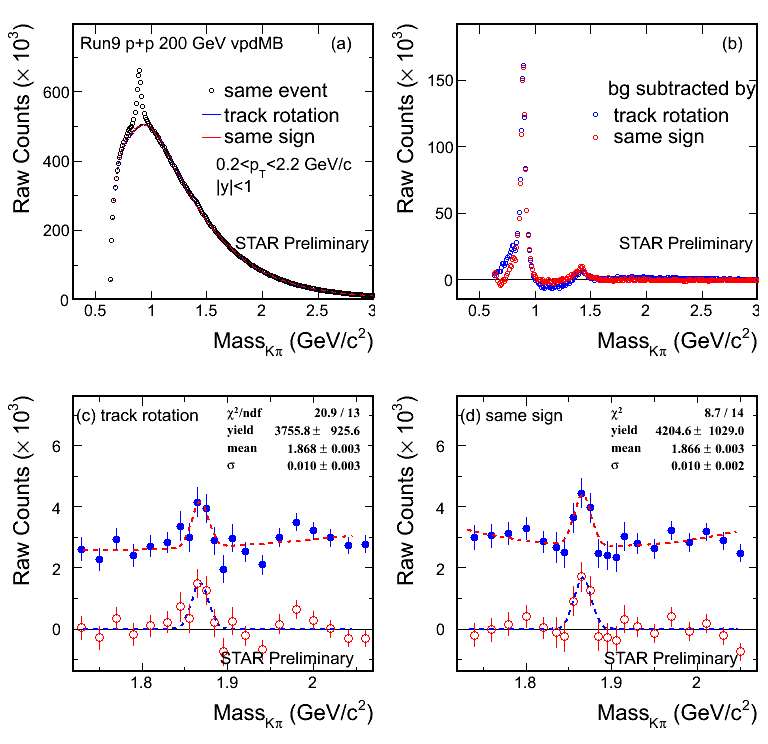 Run9 p+p 200 GeV vpdMB (a)
same event
track rotation
same sign
0.2<p_T<2.2 GeV/c
|y|<1
STAR Preliminary
Raw Counts (× 10³)
0
200
400
600
0.5 1 1.5 2 2.5 3
Mass_Kπ (GeV/c²)
(b)
bg subtracted by
track rotation
same sign
STAR Preliminary
Raw Counts (× 10³)
0
50
100
150
0.5 1 1.5 2 2.5 3
Mass_Kπ (GeV/c²)
(c) track rotation
χ²/ndf 20.9 / 13
yield 3755.8 ± 925.6
mean 1.868 ± 0.003
σ 0.010 ± 0.003
STAR Preliminary
Raw Counts (× 10³)
0
2
4
6
1.8 1.9 2
Mass_Kπ (GeV/c²)
(d) same sign
χ² 8.7 / 14
yield 4204.6 ± 1029.0
mean 1.866 ± 0.003
σ 0.010 ± 0.002
STAR Preliminary
Raw Counts (× 10³)
0
2
4
6
1.8 1.9 2
Mass_Kπ (GeV/c²)